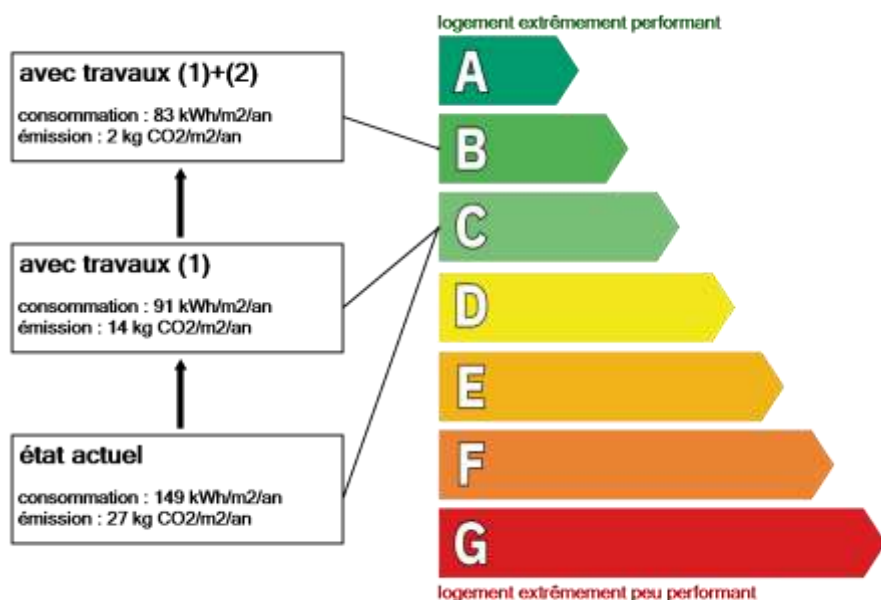 logement extrêmement performant
avec travaux (1)+(2)
consommation : 83 kWh/m2/an
émission : 2 kg CO2/m2/an
avec travaux (1)
consommation : 91 kWh/m2/an
émission : 14 kg CO2/m2/an
état actuel
consommation : 149 kWh/m2/an
émission : 27 kg CO2/m2/an
A
B
C
D
E
F
G
logement extrêmement peu performant